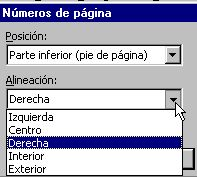 Números de página
Posición:
Parte inferior (pie de página)
Alineación:
Derecha
Izquierda
Centro
Derecha
Interior
Exterior